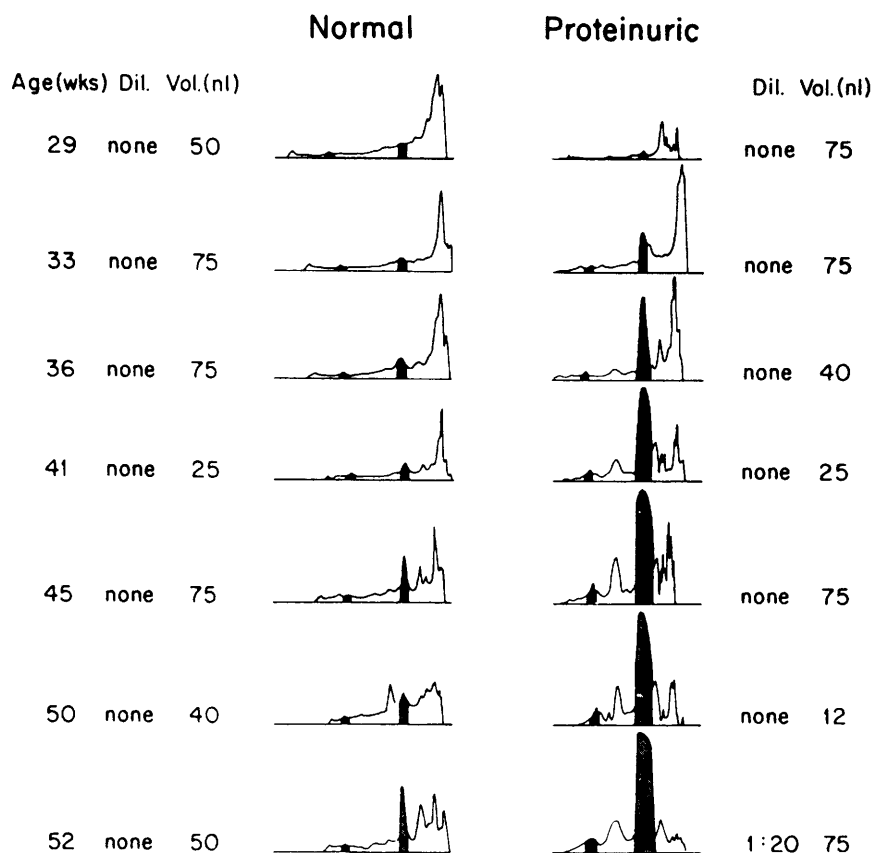 Normal Proteinuric
Age(wks) Dil. Vol.(nl) Dil. Vol.(nl)
29 none 50 none 75
33 none 75 none 75
36 none 75 none 40
41 none 25 none 25
45 none 75 none 75
50 none 40 none 12
52 none 50 1:20 75